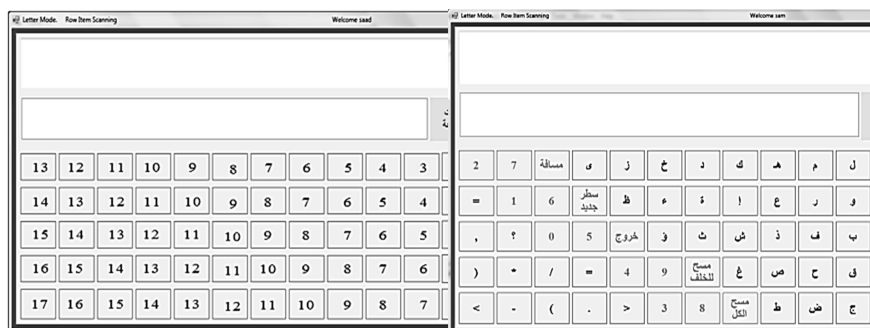 Letter Mode. Row Item Scanning Welcome saad
13 12 11 10 9 8 7 6 5 4 3
14 13 12 11 10 9 8 7 6 5 4
15 14 13 12 11 10 9 8 7 6 5
16 15 14 13 12 11 10 9 8 7 6
17 16 15 14 13 12 11 10 9 8 7
Letter Mode. Row Item Scanning Welcome sam
ل م هـ ك د خ ز ى مسافة 7 2
و ر ع إ ة ء ظ سطر جديد 6 1 =
ب ف ذ ش ث ؤ خروج 5 0 ؟ ,
ق ح ص غ مسح للخلف 9 4 = / * )
ج ض ط مسح الكل 8 3 > . ( - <